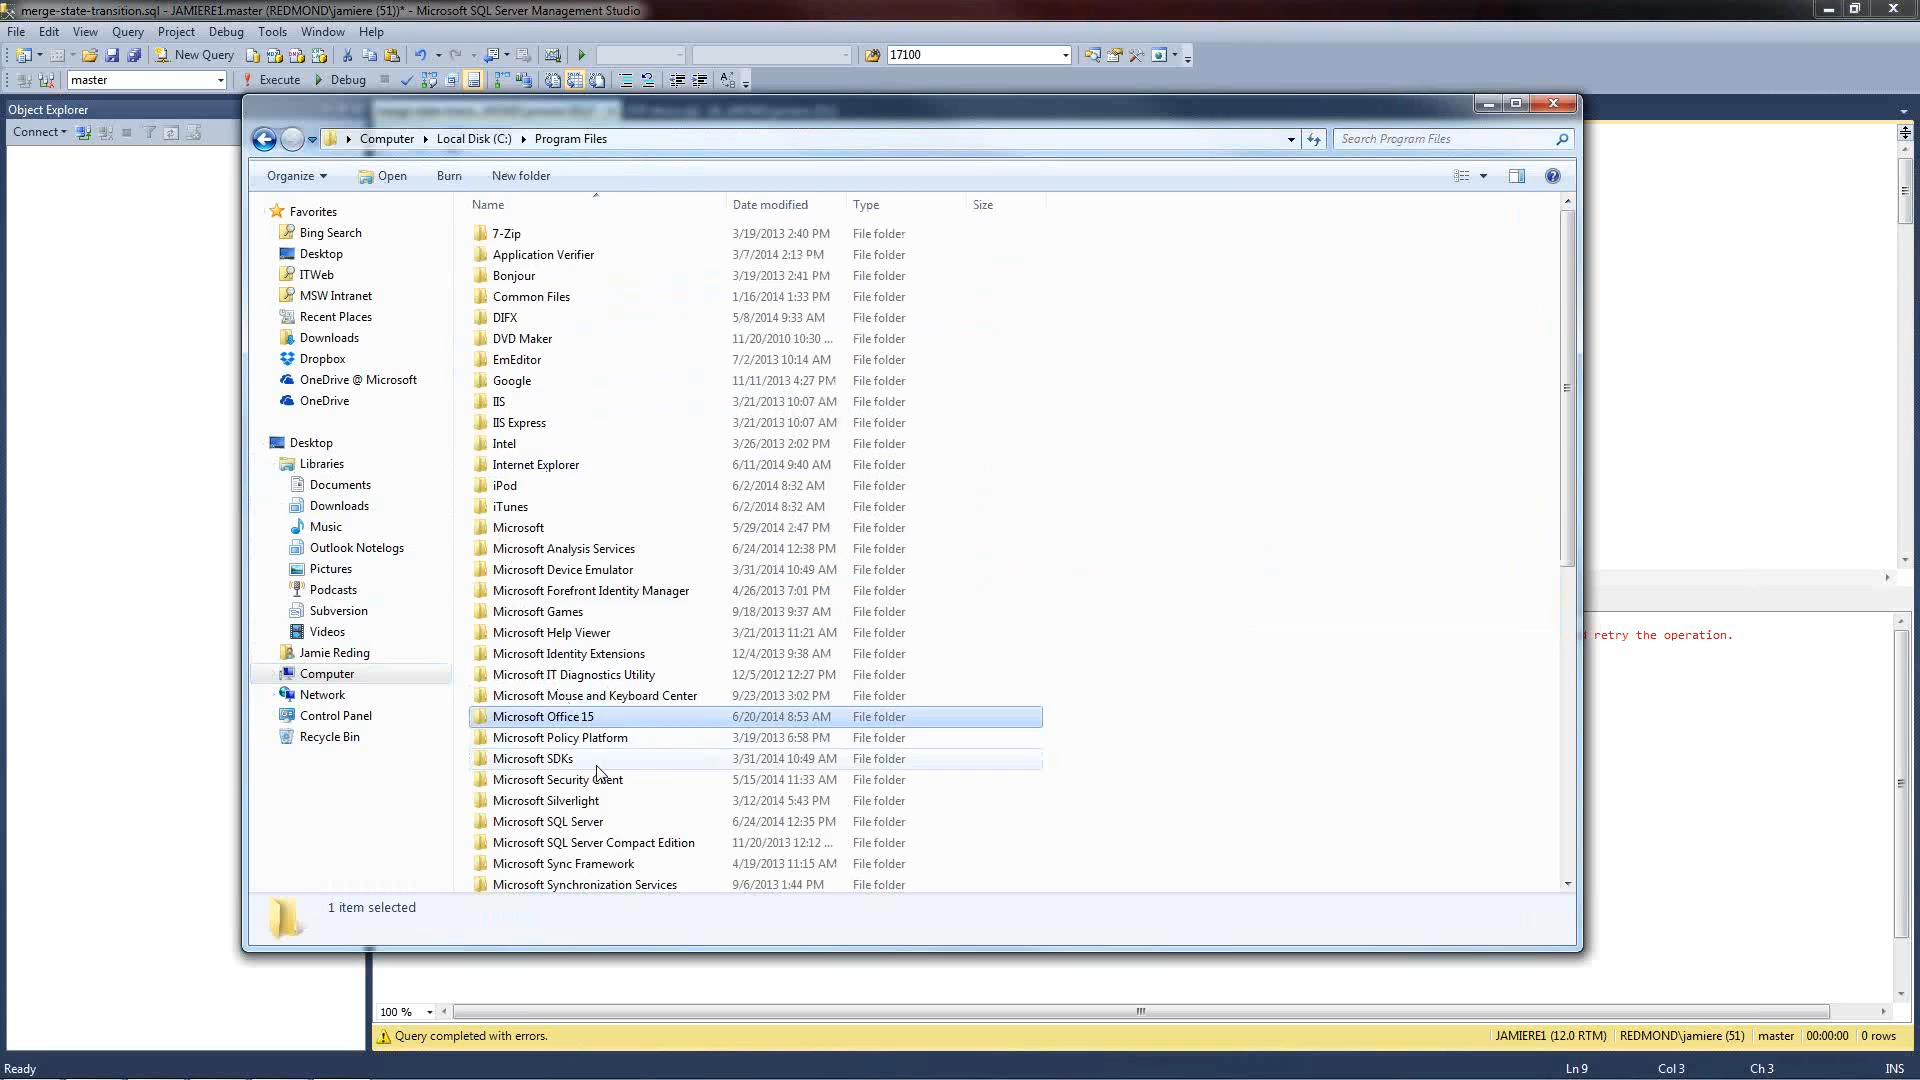 merge-state-transition.sql - JAMIERE1.master (REDMOND\jamiere (51))* - Microsoft SQL Server Management Studio
File Edit View Query Project Debug Tools Window Help
New Query 17100
master Execute Debug
Object Explorer
Connect
Computer Local Disk (C:) Program Files Search Program Files
Organize Open Burn New folder
Favorites
Bing Search
Desktop
ITWeb
MSW Intranet
Recent Places
Downloads
Dropbox
OneDrive @ Microsoft
OneDrive
Desktop
Libraries
Documents
Downloads
Music
Outlook Notelogs
Pictures
Podcasts
Subversion
Videos
Jamie Reding
Computer
Network
Control Panel
Recycle Bin
Name Date modified Type Size
7-Zip 3/19/2013 2:40 PM File folder
Application Verifier 3/7/2014 2:13 PM File folder
Bonjour 3/19/2013 2:41 PM File folder
Common Files 1/16/2014 1:33 PM File folder
DIFX 5/8/2014 9:33 AM File folder
DVD Maker 11/20/2010 10:30 ... File folder
EmEditor 7/2/2013 10:14 AM File folder
Google 11/11/2013 4:27 PM File folder
IIS 3/21/2013 10:07 AM File folder
IIS Express 3/21/2013 10:07 AM File folder
Intel 3/26/2013 2:02 PM File folder
Internet Explorer 6/11/2014 9:40 AM File folder
iPod 6/2/2014 8:32 AM File folder
iTunes 6/2/2014 8:32 AM File folder
Microsoft 5/29/2014 2:47 PM File folder
Microsoft Analysis Services 6/24/2014 12:38 PM File folder
Microsoft Device Emulator 3/31/2014 10:49 AM File folder
Microsoft Forefront Identity Manager 4/26/2013 7:01 PM File folder
Microsoft Games 9/18/2013 9:37 AM File folder
Microsoft Help Viewer 3/21/2013 11:21 AM File folder
Microsoft Identity Extensions 12/4/2013 9:38 AM File folder
Microsoft IT Diagnostics Utility 12/5/2012 12:27 PM File folder
Microsoft Mouse and Keyboard Center 9/23/2013 3:02 PM File folder
Microsoft Office 15 6/20/2014 8:53 AM File folder
Microsoft Policy Platform 3/19/2013 6:58 PM File folder
Microsoft SDKs 3/31/2014 10:49 AM File folder
Microsoft Security Client 5/15/2014 11:33 AM File folder
Microsoft Silverlight 3/12/2014 5:43 PM File folder
Microsoft SQL Server 6/24/2014 12:35 PM File folder
Microsoft SQL Server Compact Edition 11/20/2013 12:12 ... File folder
Microsoft Sync Framework 4/19/2013 11:15 AM File folder
Microsoft Synchronization Services 9/6/2013 1:44 PM File folder
1 item selected
retry the operation.
100 %
Query completed with errors. JAMIERE1 (12.0 RTM) REDMOND\jamiere (51) master 00:00:00 0 rows
Ready Ln 9 Col 3 Ch 3 INS